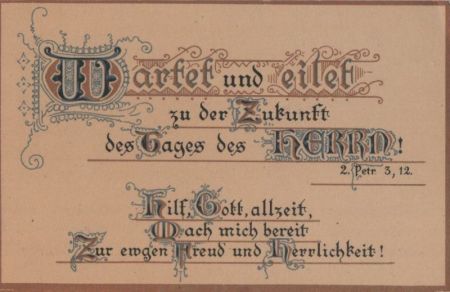 Wartet und eilet
zu der Zukunft
des Tages des HERRN!
2. Petr. 3, 12.
Hilf, Gott, allzeit,
Mach mich bereit
Zur ewgen Freud und Herrlichkeit!